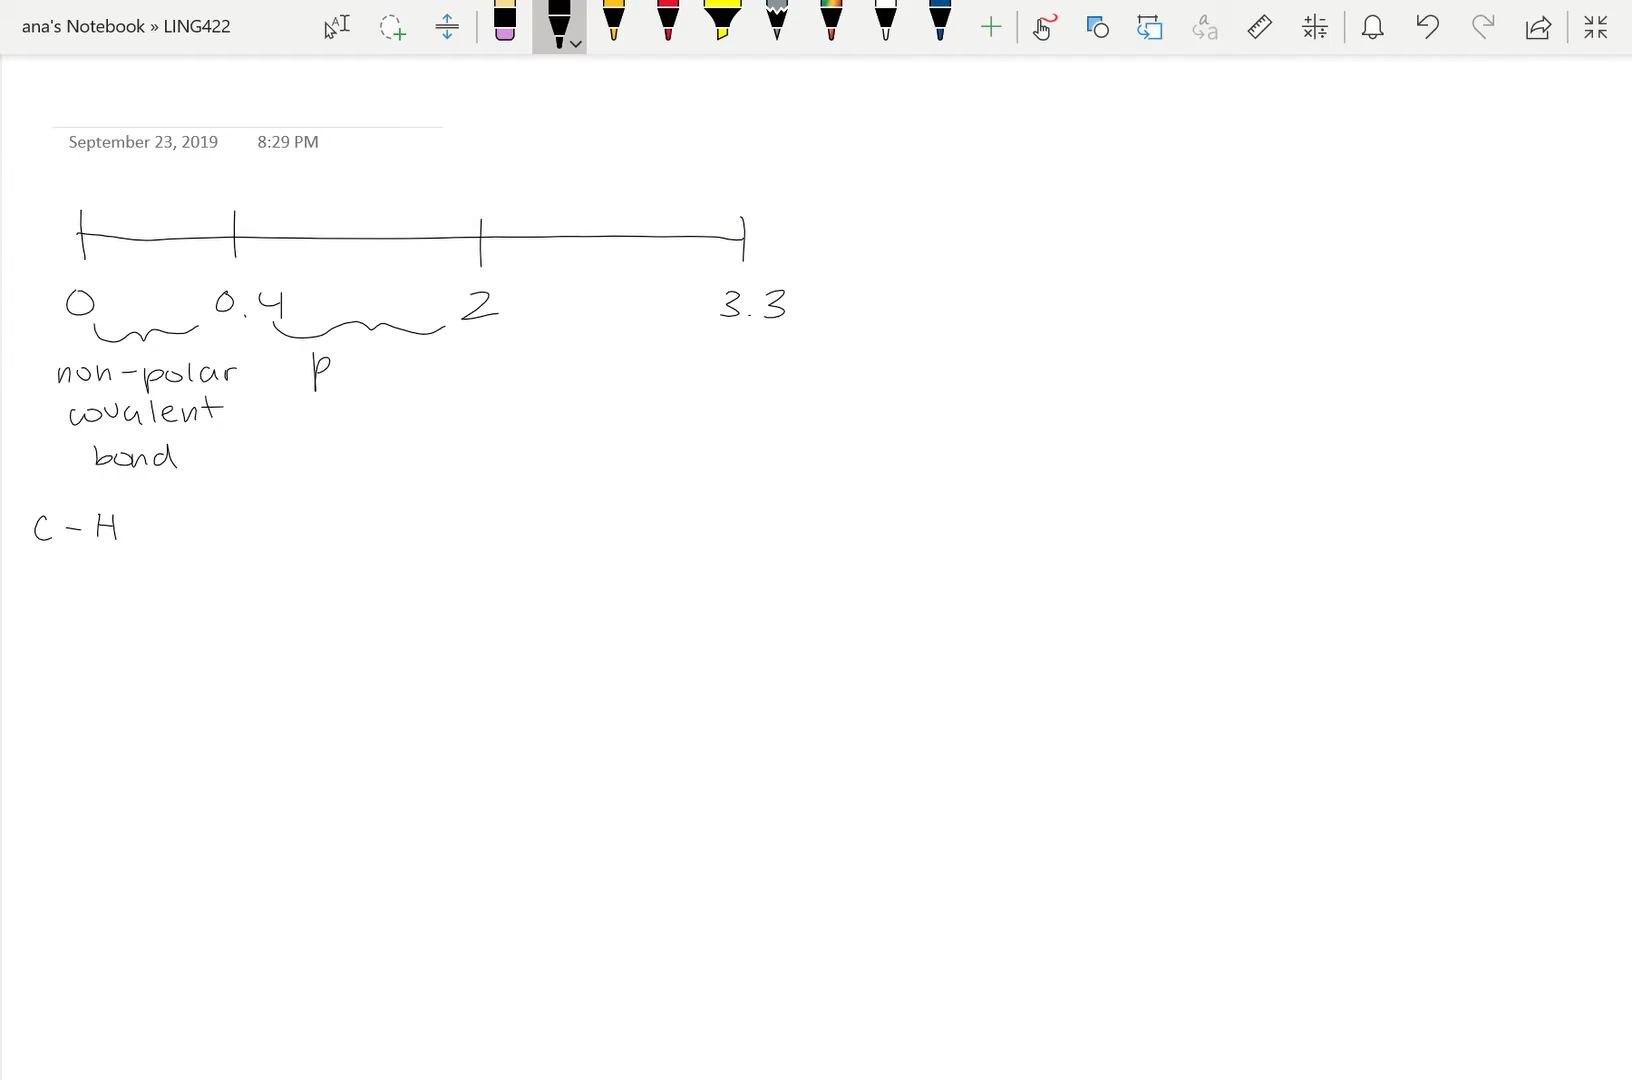 ana's Notebook » LING422
September 23, 2019 8:29 PM
0 0.4 2 3.3
non-polar p
covalent
bond
C - H